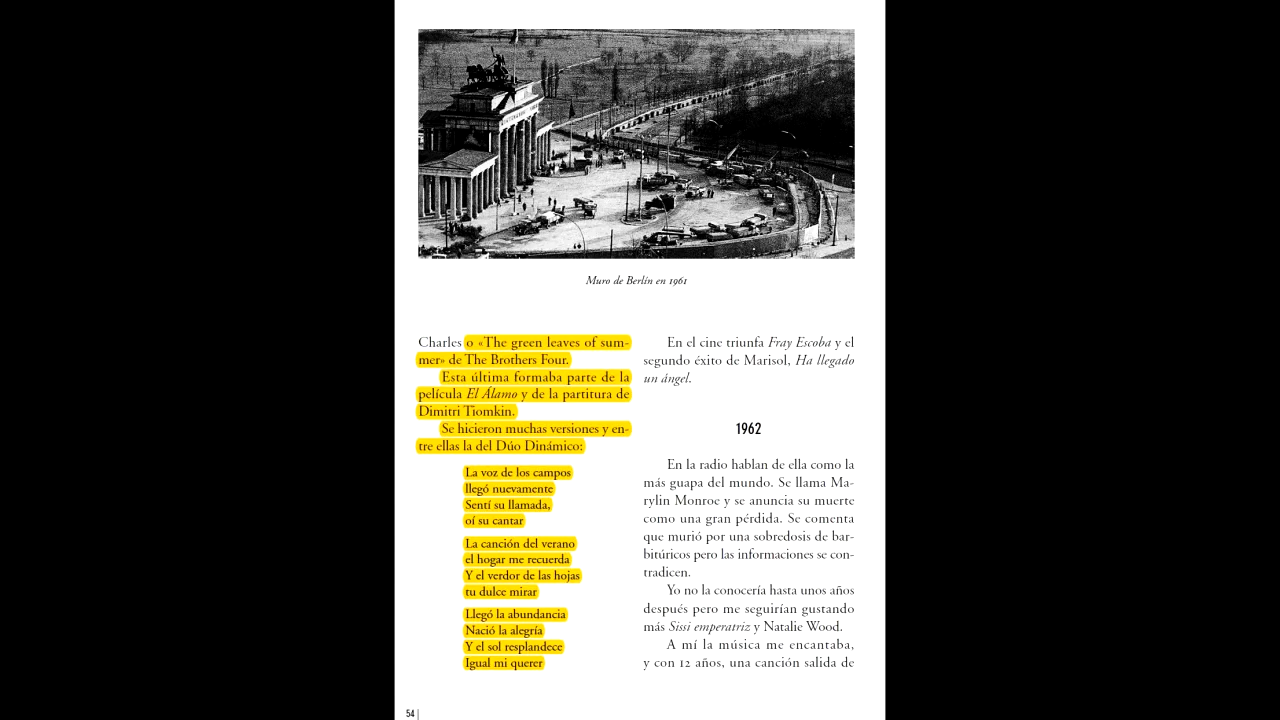 Muro de Berlín en 1961
Charles o «The green leaves of sum-
mer» de The Brothers Four.
Esta última formaba parte de la
película El Álamo y de la partitura de
Dimitri Tiomkin.
Se hicieron muchas versiones y en-
tre ellas la del Dúo Dinámico:
La voz de los campos
llegó nuevamente
Sentí su llamada,
oí su cantar
La canción del verano
el hogar me recuerda
Y el verdor de las hojas
tu dulce mirar
Llegó la abundancia
Nació la alegría
Y el sol resplandece
Igual mi querer
En el cine triunfa Fray Escoba y el
segundo éxito de Marisol, Ha llegado
un ángel.
1962
En la radio hablan de ella como la
más guapa del mundo. Se llama Ma-
rylin Monroe y se anuncia su muerte
como una gran pérdida. Se comenta
que murió por una sobredosis de bar-
bitúricos pero las informaciones se con-
tradicen.
Yo no la conocería hasta unos años
después pero me seguirían gustando
más Sissi emperatriz y Natalie Wood.
A mí la música me encantaba,
y con 12 años, una canción salida de
54 |